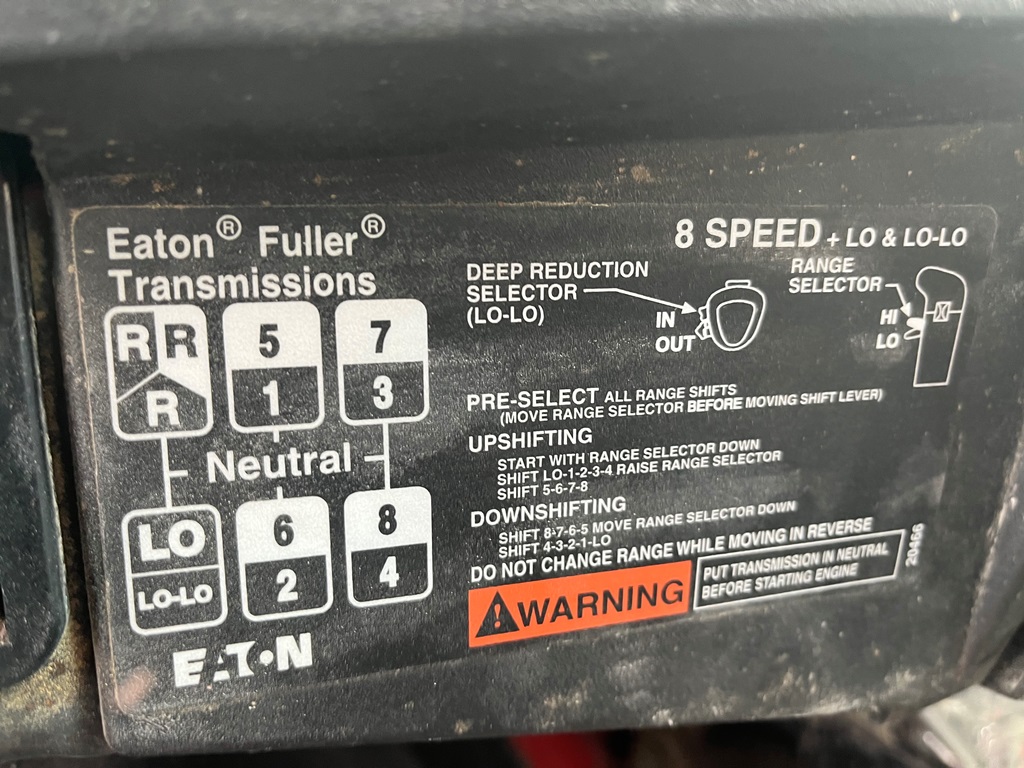 Eaton® Fuller®
Transmissions
8 SPEED + LO & LO-LO
DEEP REDUCTION
SELECTOR
(LO-LO)
IN
OUT
RANGE
SELECTOR
HI
LO
R R 5 7
R 1 3
Neutral
LO 6 8
LO-LO 2 4
EATON
PRE-SELECT ALL RANGE SHIFTS
(MOVE RANGE SELECTOR BEFORE MOVING SHIFT LEVER)
UPSHIFTING
START WITH RANGE SELECTOR DOWN
SHIFT LO-1-2-3-4 RAISE RANGE SELECTOR
SHIFT 5-6-7-8
DOWNSHIFTING
SHIFT 8-7-6-5 MOVE RANGE SELECTOR DOWN
SHIFT 4-3-2-1-LO
DO NOT CHANGE RANGE WHILE MOVING IN REVERSE
WARNING
PUT TRANSMISSION IN NEUTRAL
BEFORE STARTING ENGINE
20466